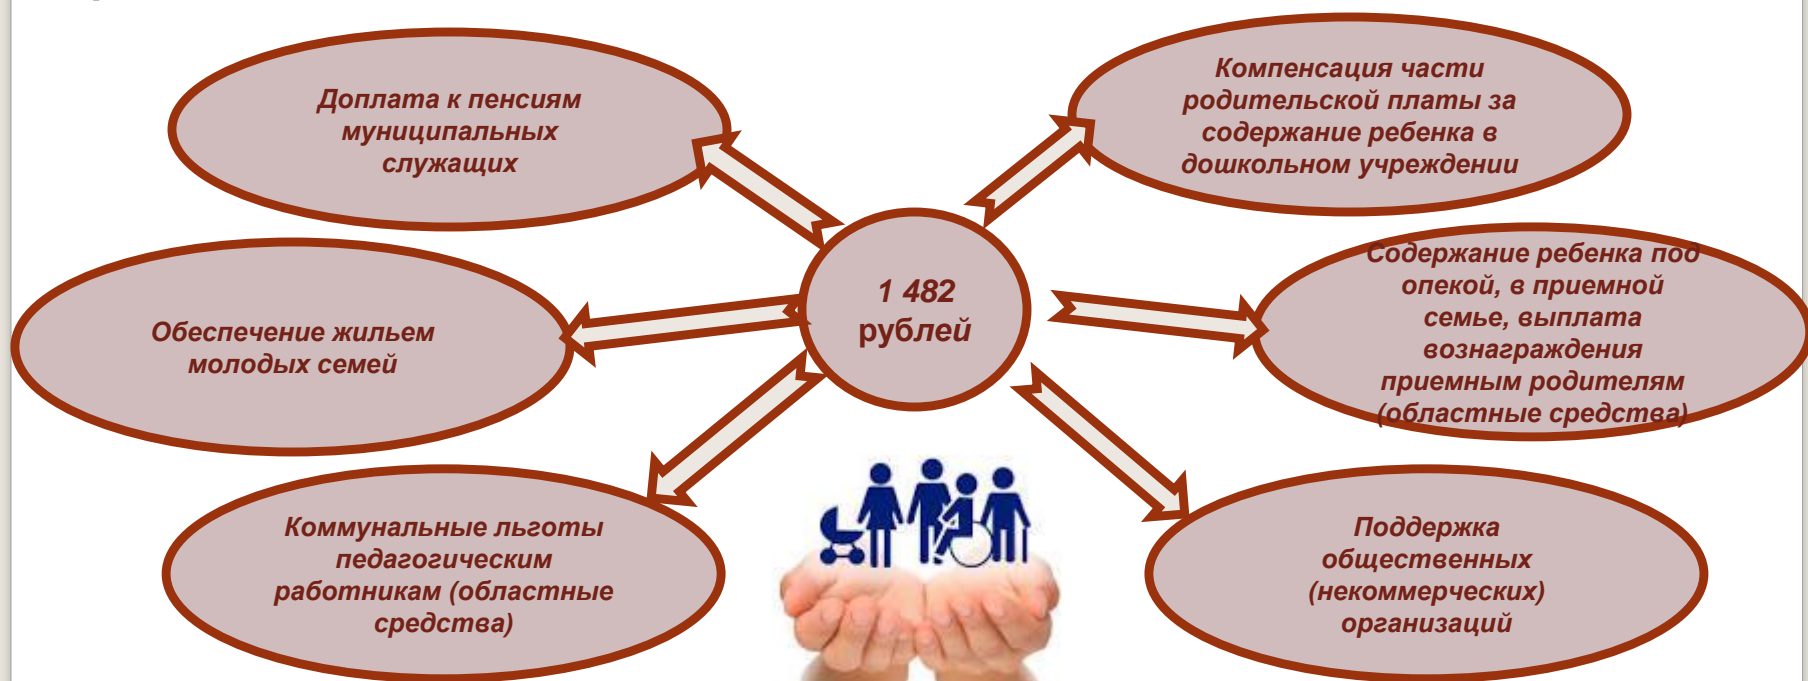 Доплата к пенсиям
муниципальных
служащих
Компенсация части
родительской платы за
содержание ребенка в
дошкольном учреждении
1 482
рублей
Обеспечение жильем
молодых семей
Содержание ребенка под
опекой, в приемной
семье, выплата
вознаграждения
приемным родителям
(областные средства)
Коммунальные льготы
педагогическим
работникам (областные
средства)
Поддержка
общественных
(некоммерческих)
организаций